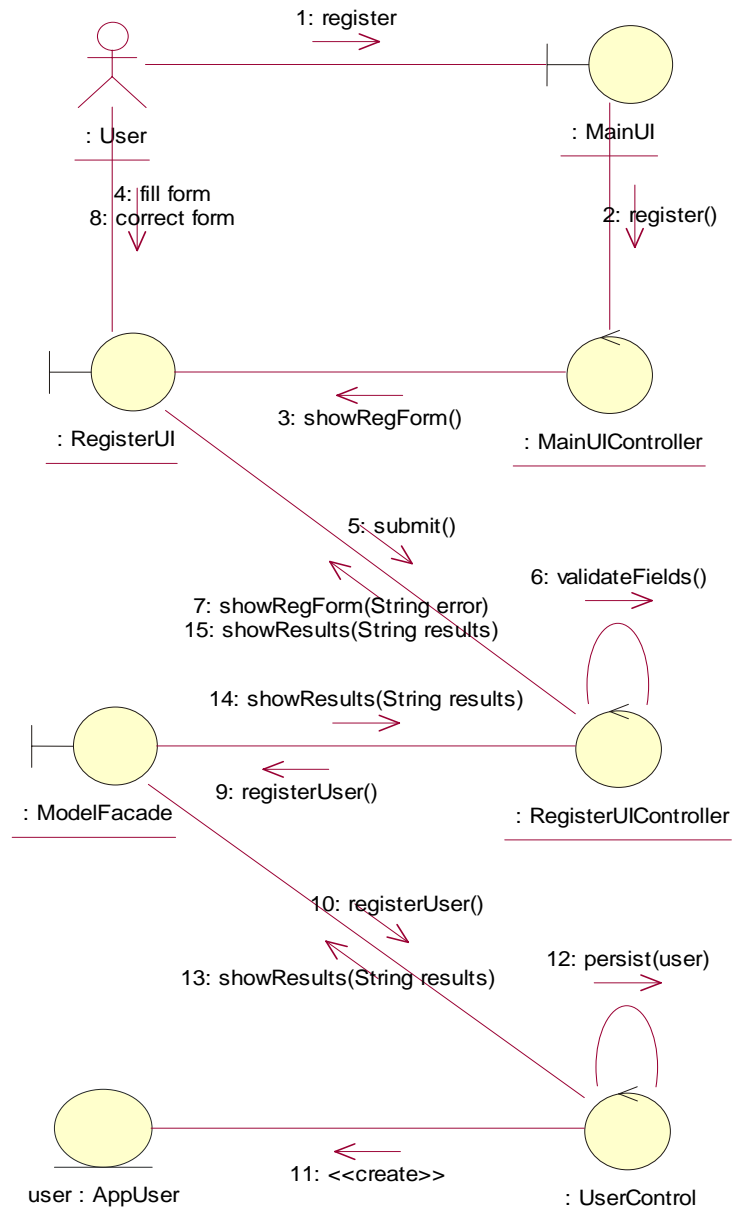 1: register
: User
: MainUI
4: fill form
8: correct form
2: register()
3: showRegForm()
: RegisterUI
: MainUIController
5: submit()
6: validateFields()
7: showRegForm(String error)
15: showResults(String results)
14: showResults(String results)
9: registerUser()
: ModelFacade
: RegisterUIController
10: registerUser()
12: persist(user)
13: showResults(String results)
11: <<create>>
user : AppUser
: UserControl